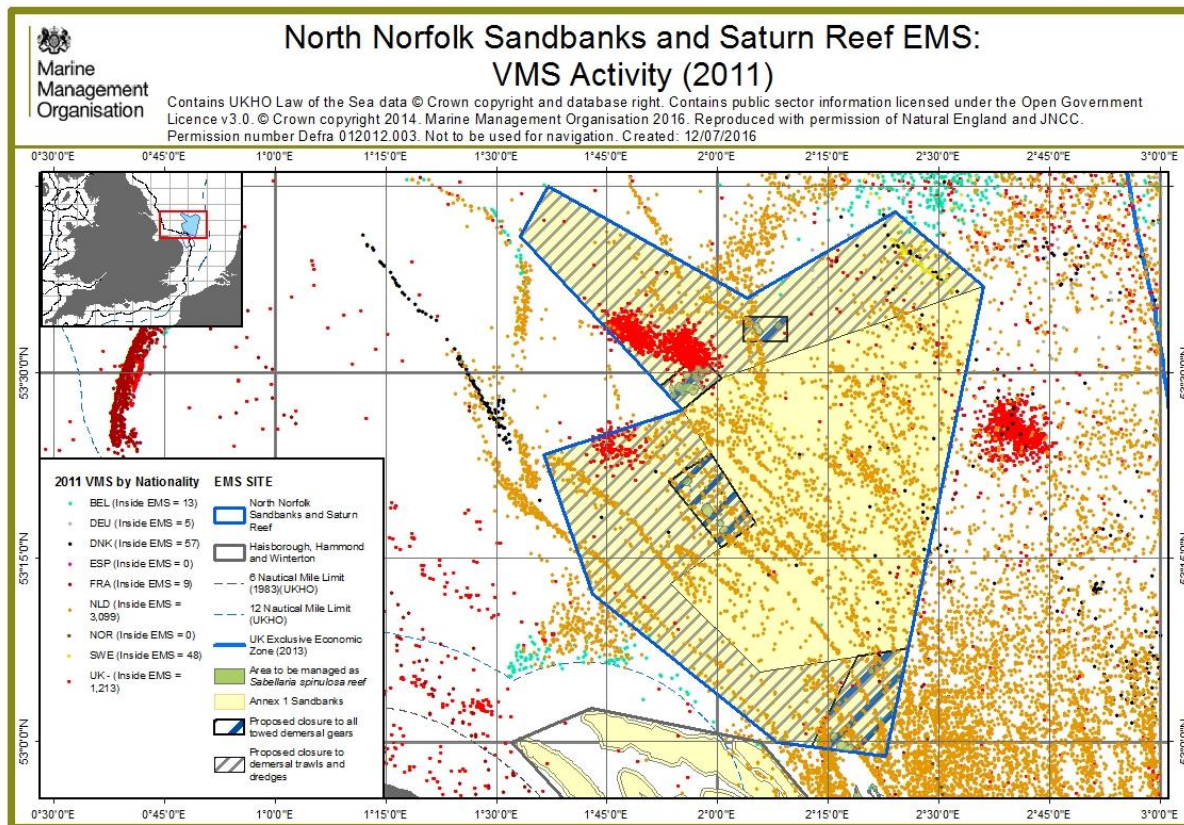 Marine
Management
Organisation
North Norfolk Sandbanks and Saturn Reef EMS:
VMS Activity (2011)
Contains UKHO Law of the Sea data © Crown copyright and database right. Contains public sector information licensed under the Open Government
Licence v3.0. © Crown copyright 2014. Marine Management Organisation 2016. Reproduced with permission of Natural England and JNCC.
Permission number Defra 012012.003. Not to be used for navigation. Created: 12/07/2016
0°30'0"E 0°45'0"E 1°0'0"E 1°15'0"E 1°30'0"E 1°45'0"E 2°0'0"E 2°15'0"E 2°30'0"E 2°45'0"E 3°0'0"E
53°30'0"N
53°30'0"N
53°15'0"N
53°15'0"N
53°0'0"N
53°0'0"N
2011 VMS by Nationality
BEL (Inside EMS = 13)
DEU (Inside EMS = 5)
DNK (Inside EMS = 57)
ESP (Inside EMS = 0)
FRA (Inside EMS = 9)
NLD (Inside EMS =
3,099)
NOR (Inside EMS = 0)
SWE (Inside EMS = 48)
UK - (Inside EMS =
1,213)
EMS SITE
North Norfolk
Sandbanks and Saturn
Reef
Haisborough, Hammond
and Winterton
6 Nautical Mile Limit
(1983)(UKHO)
12 Nautical Mile Limit
(UKHO)
UK Exclusive Economic
Zone (2013)
Area to be managed as
Sabellaria spinulosa reef
Annex 1 Sandbanks
Proposed closure to all
towed demersal gears
Proposed closure to
demersal trawls and
dredges
0°30'0"E 0°45'0"E 1°0'0"E 1°15'0"E 1°30'0"E 1°45'0"E 2°0'0"E 2°15'0"E 2°30'0"E 2°45'0"E 3°0'0"E